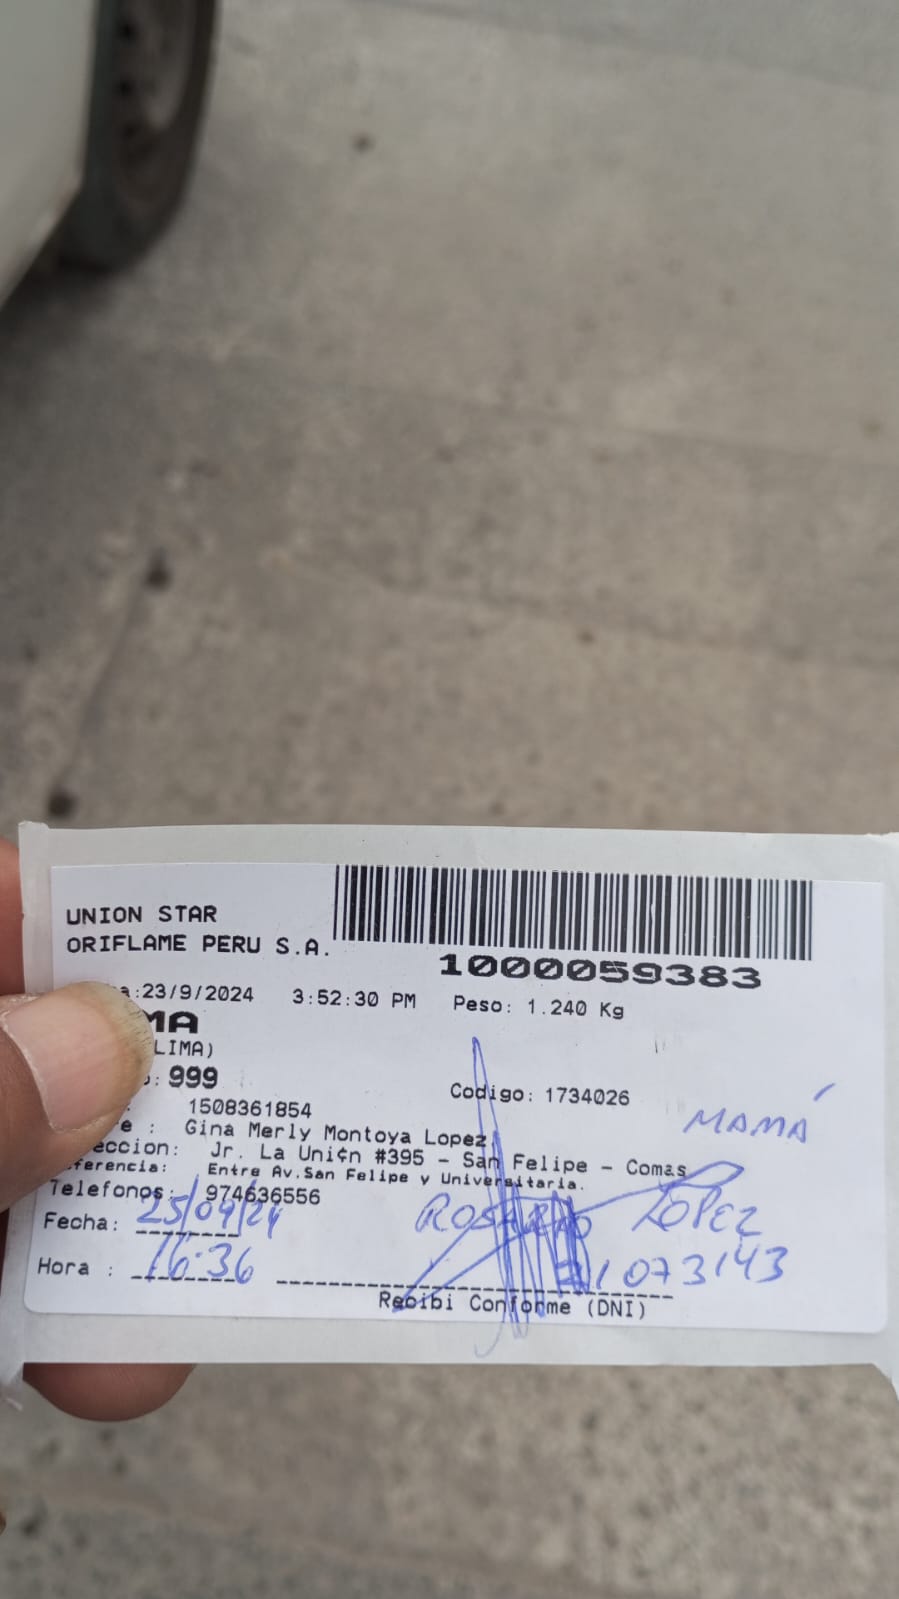 UNION STAR
ORIFLAME PERU S.A.
1000059383
:23/9/2024 3:52:30 PM Peso: 1.240 Kg
MA
LIMA)
: 999
Codigo: 1734026
: 1508361854
MAMÁ
re : Gina Merly Montoya Lopez
eccion: Jr. La Uni¢n #395 - San Felipe - Comas
ferencia: Entre Av.San Felipe y Universitaria.
Telefonos: 974636556
Fecha: 25/09/24
ROSARIO LOPEZ
Hora : 16:36
1073143
Recibi Conforme (DNI)